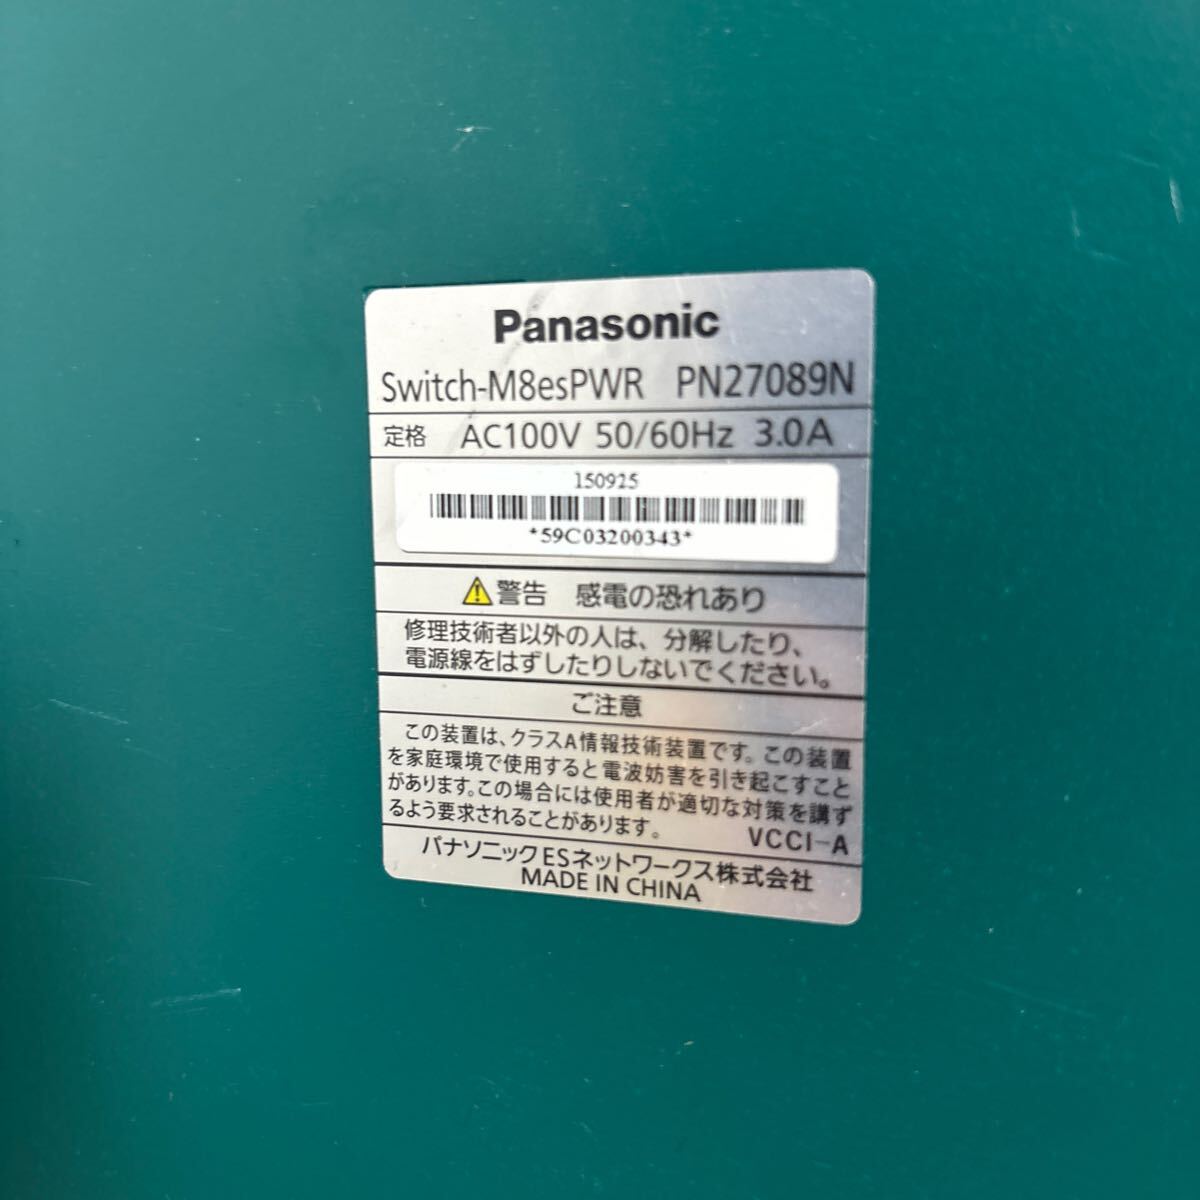 Panasonic
Switch-M8esPWR PN27089N
定格 AC100V 50/60Hz 3.0A
150925
*59C03200343*
警告 感電の恐れあり
修理技術者以外の人は、分解したり、
電源線をはずしたりしないでください。
ご注意
この装置は、クラスA情報技術装置です。この装置
を家庭環境で使用すると電波妨害を引き起こすこと
があります。この場合には使用者が適切な対策を講ず
るよう要求されることがあります。 VCCI-A
パナソニックESネットワークス株式会社
MADE IN CHINA